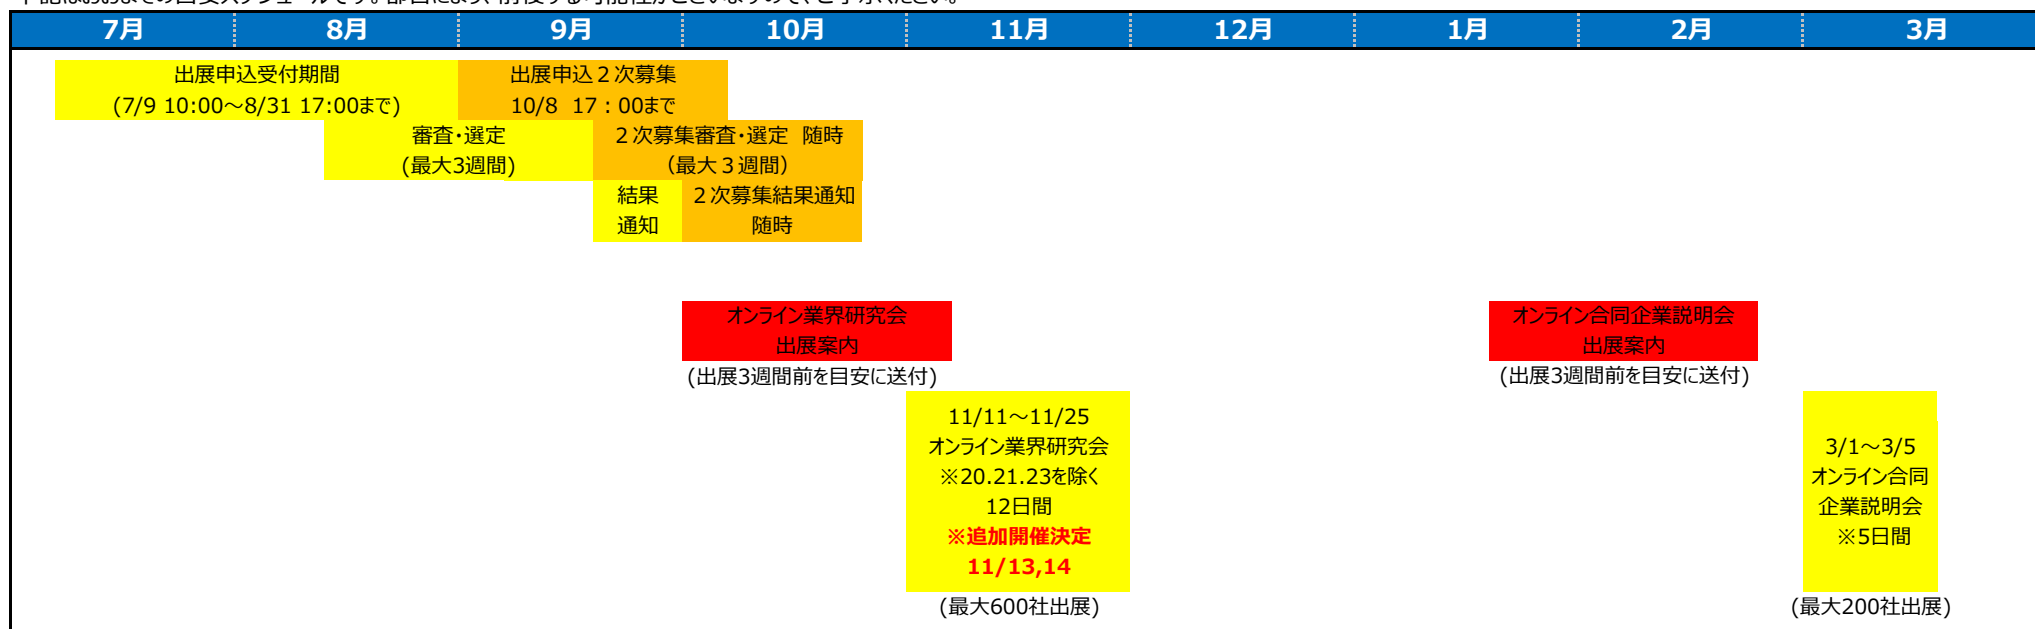 7月 8月 9月 10月 11月 12月 1月 2月 3月
出展申込受付期間
(7/9 10:00～8/31 17:00まで)
出展申込２次募集
10/8 17：00まで
審査・選定
(最大3週間)
２次募集審査・選定　随時
（最大３週間）
結果
通知
２次募集結果通知
随時
オンライン業界研究会
出展案内
(出展3週間前を目安に送付)
オンライン合同企業説明会
出展案内
(出展3週間前を目安に送付)
11/11～11/25
オンライン業界研究会
※20.21.23を除く
12日間
※追加開催決定
11/13,14
(最大600社出展)
3/1～3/5
オンライン合同
企業説明会
※5日間
(最大200社出展)